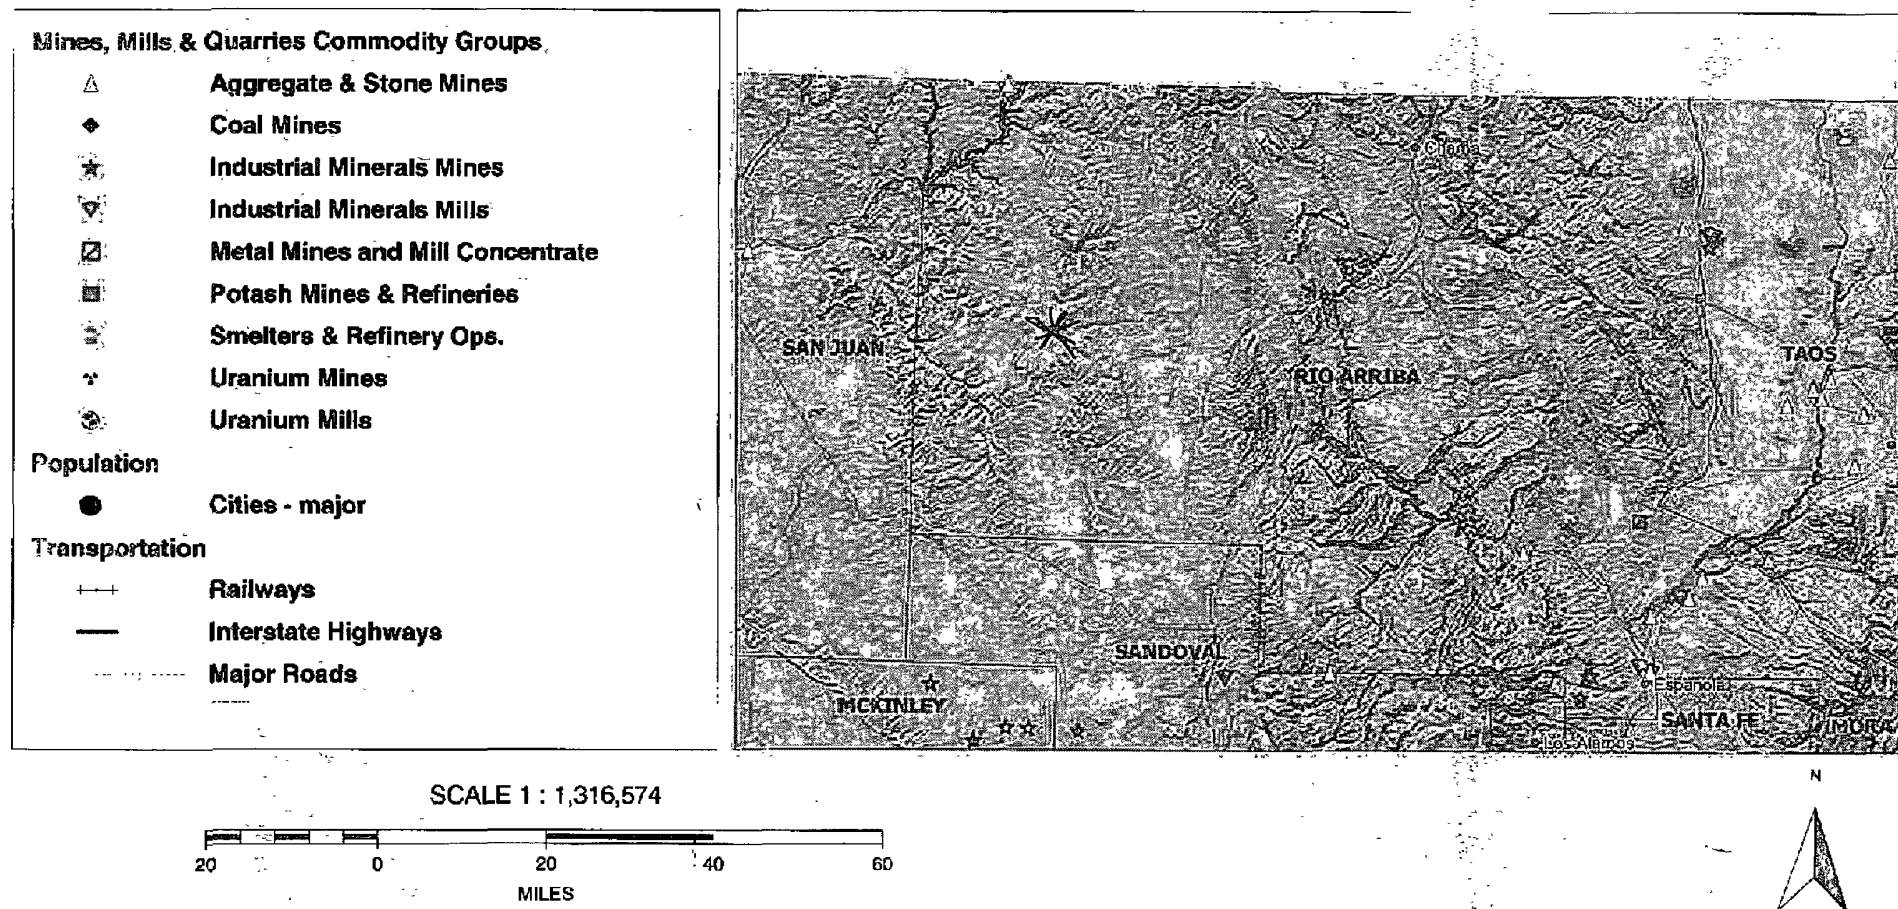 Mines, Mills & Quarries Commodity Groups
Aggregate & Stone Mines
Coal Mines
Industrial Minerals Mines
Industrial Minerals Mills
Metal Mines and Mill Concentrate
Potash Mines & Refineries
Smelters & Refinery Ops.
Uranium Mines
Uranium Mills
Population
Cities - major
Transportation
Railways
Interstate Highways
Major Roads
Chama
SAN JUAN
TAOS
RIO ARRIBA
SANDOVAL
Española
MCKINLEY
SANTA FE
MORA
Los Alamos
SCALE 1 : 1,316,574
20 0 20 40 60
MILES
N